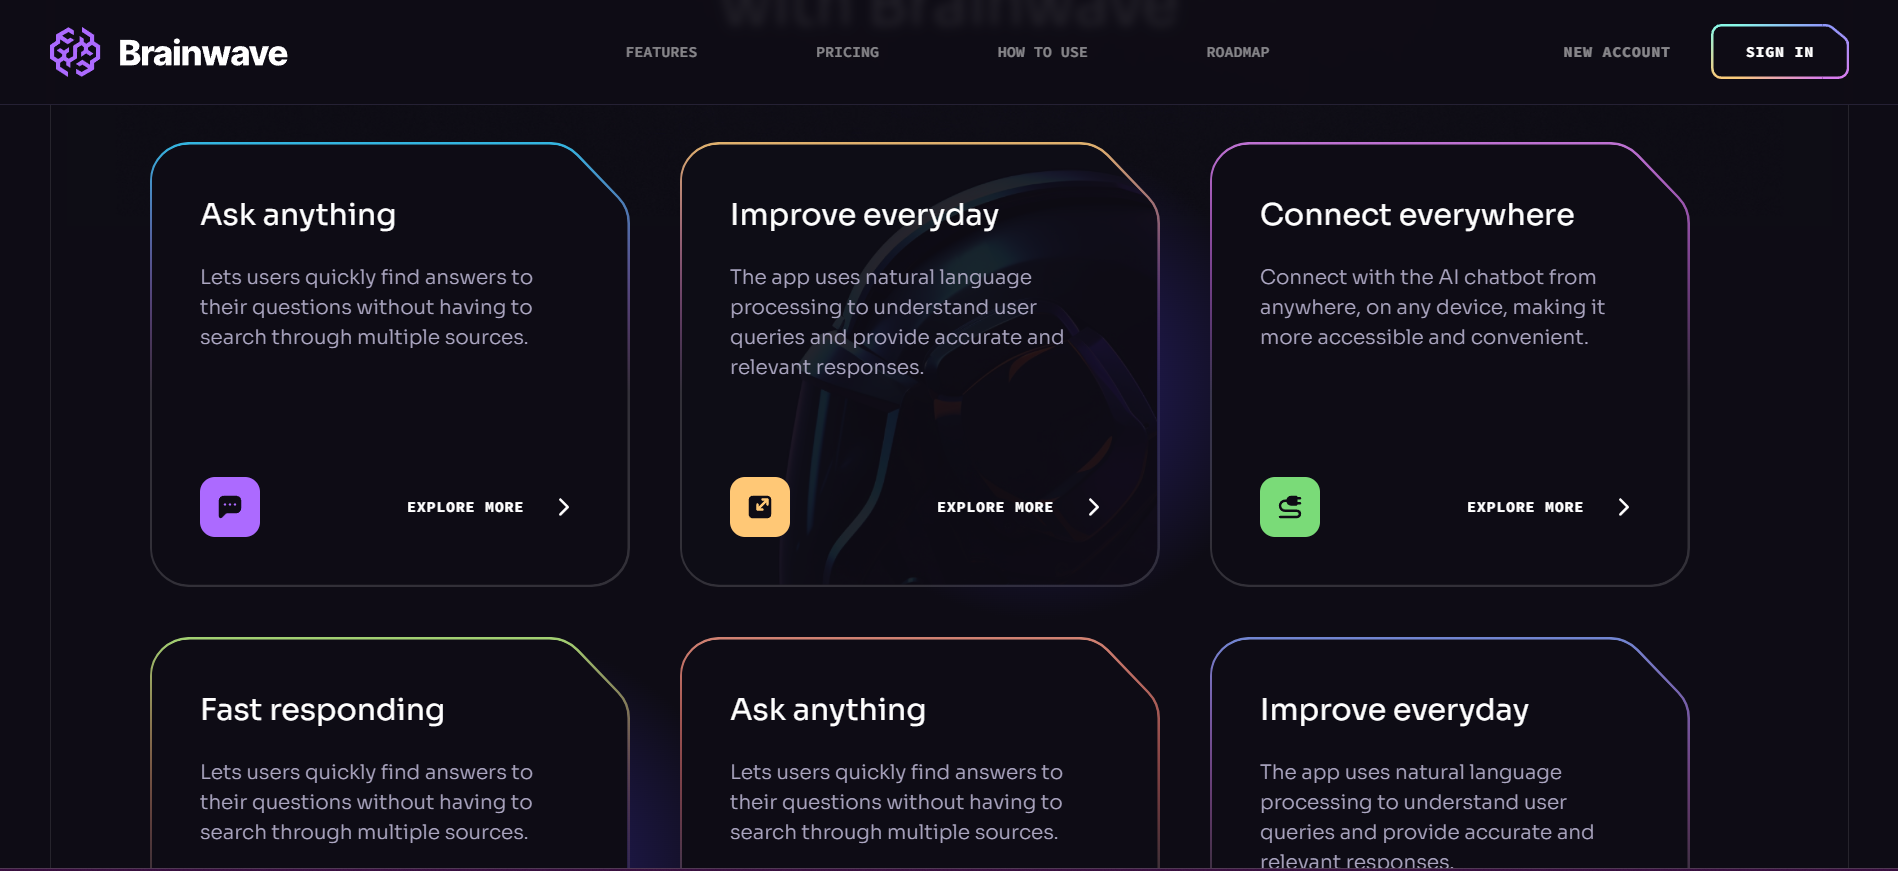 with Brainwave
Brainwave
FEATURES
PRICING
HOW TO USE
ROADMAP
NEW ACCOUNT
SIGN IN
Ask anything
Lets users quickly find answers to
their questions without having to
search through multiple sources.
EXPLORE MORE
Improve everyday
The app uses natural language
processing to understand user
queries and provide accurate and
relevant responses.
EXPLORE MORE
Connect everywhere
Connect with the AI chatbot from
anywhere, on any device, making it
more accessible and convenient.
EXPLORE MORE
Fast responding
Lets users quickly find answers to
their questions without having to
search through multiple sources.
Ask anything
Lets users quickly find answers to
their questions without having to
search through multiple sources.
Improve everyday
The app uses natural language
processing to understand user
queries and provide accurate and
relevant responses.